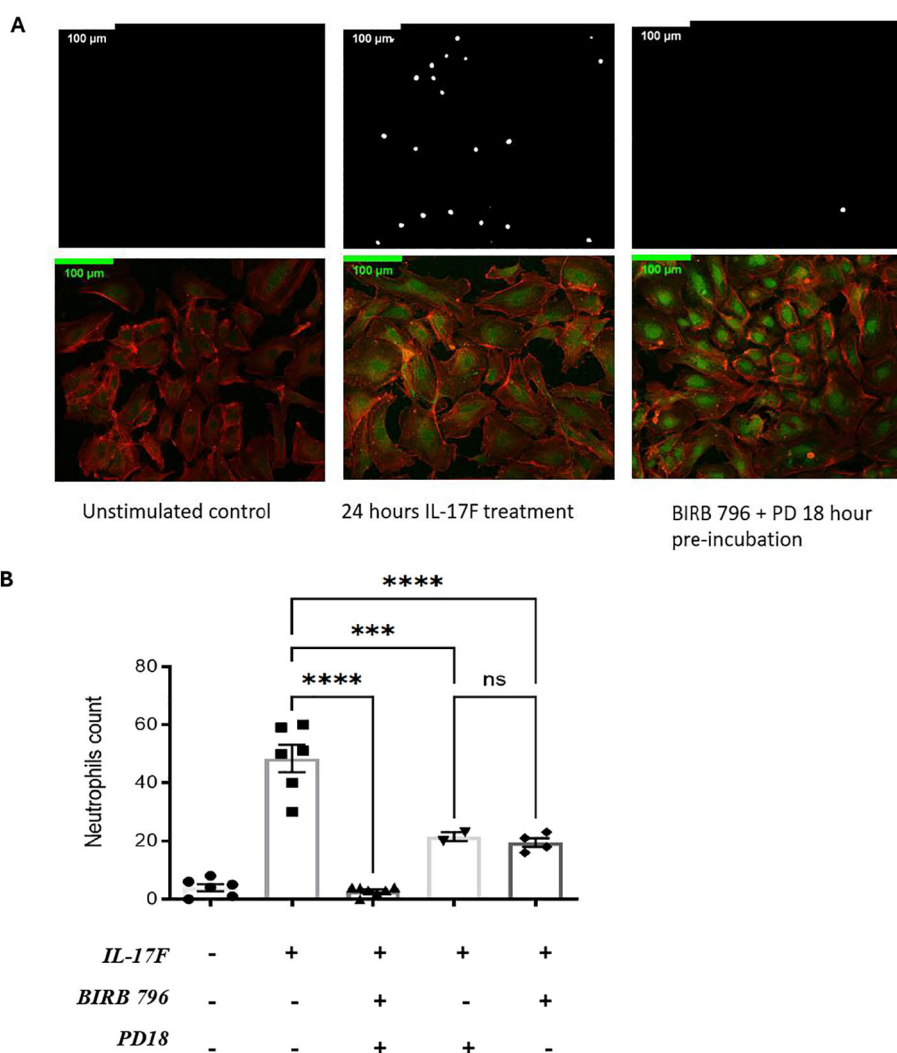 A
100 µm
100 µm
100 µm
100 µm
100 µm
100 µm
Unstimulated control
24 hours IL-17F treatment
BIRB 796 + PD 18 hour
pre-incubation
B
****
***
****
ns
80
60
40
20
0
Neutrophils count
IL-17F - + + + +
BIRB 796 - - + - +
PD18 - - + + -